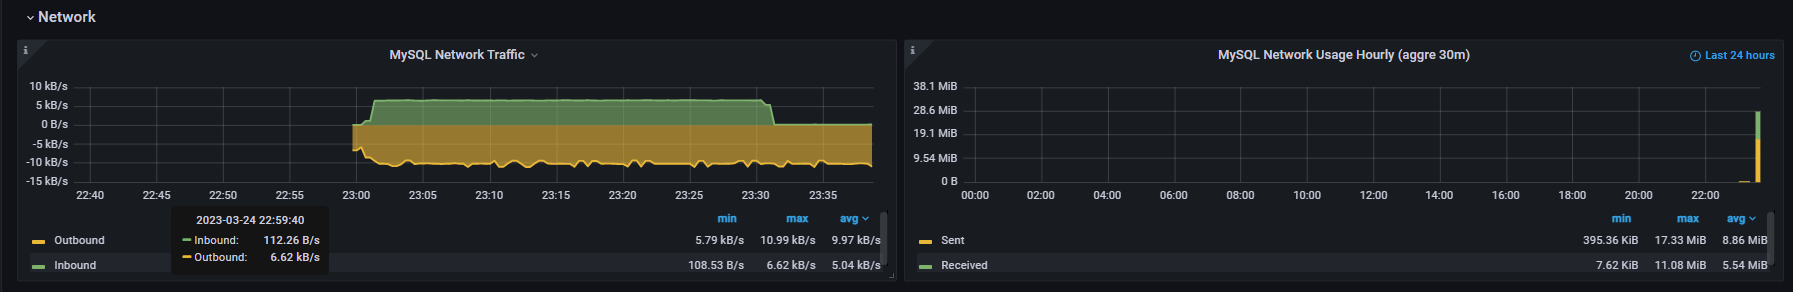 Network
MySQL Network Traffic
10 kB/s
5 kB/s
0 B/s
-5 kB/s
-10 kB/s
-15 kB/s
22:40 22:45 22:50 22:55 23:00 23:05 23:10 23:15 23:20 23:25 23:30 23:35
min max avg
Outbound 5.79 kB/s 10.99 kB/s 9.97 kB/s
Inbound 108.53 B/s 6.62 kB/s 5.04 kB/s
2023-03-24 22:59:40
Inbound: 112.26 B/s
Outbound: 6.62 kB/s
MySQL Network Usage Hourly (aggre 30m)
Last 24 hours
38.1 MiB
28.6 MiB
19.1 MiB
9.54 MiB
0 B
00:00 02:00 04:00 06:00 08:00 10:00 12:00 14:00 16:00 18:00 20:00 22:00
min max avg
Sent 395.36 KiB 17.33 MiB 8.86 MiB
Received 7.62 KiB 11.08 MiB 5.54 MiB